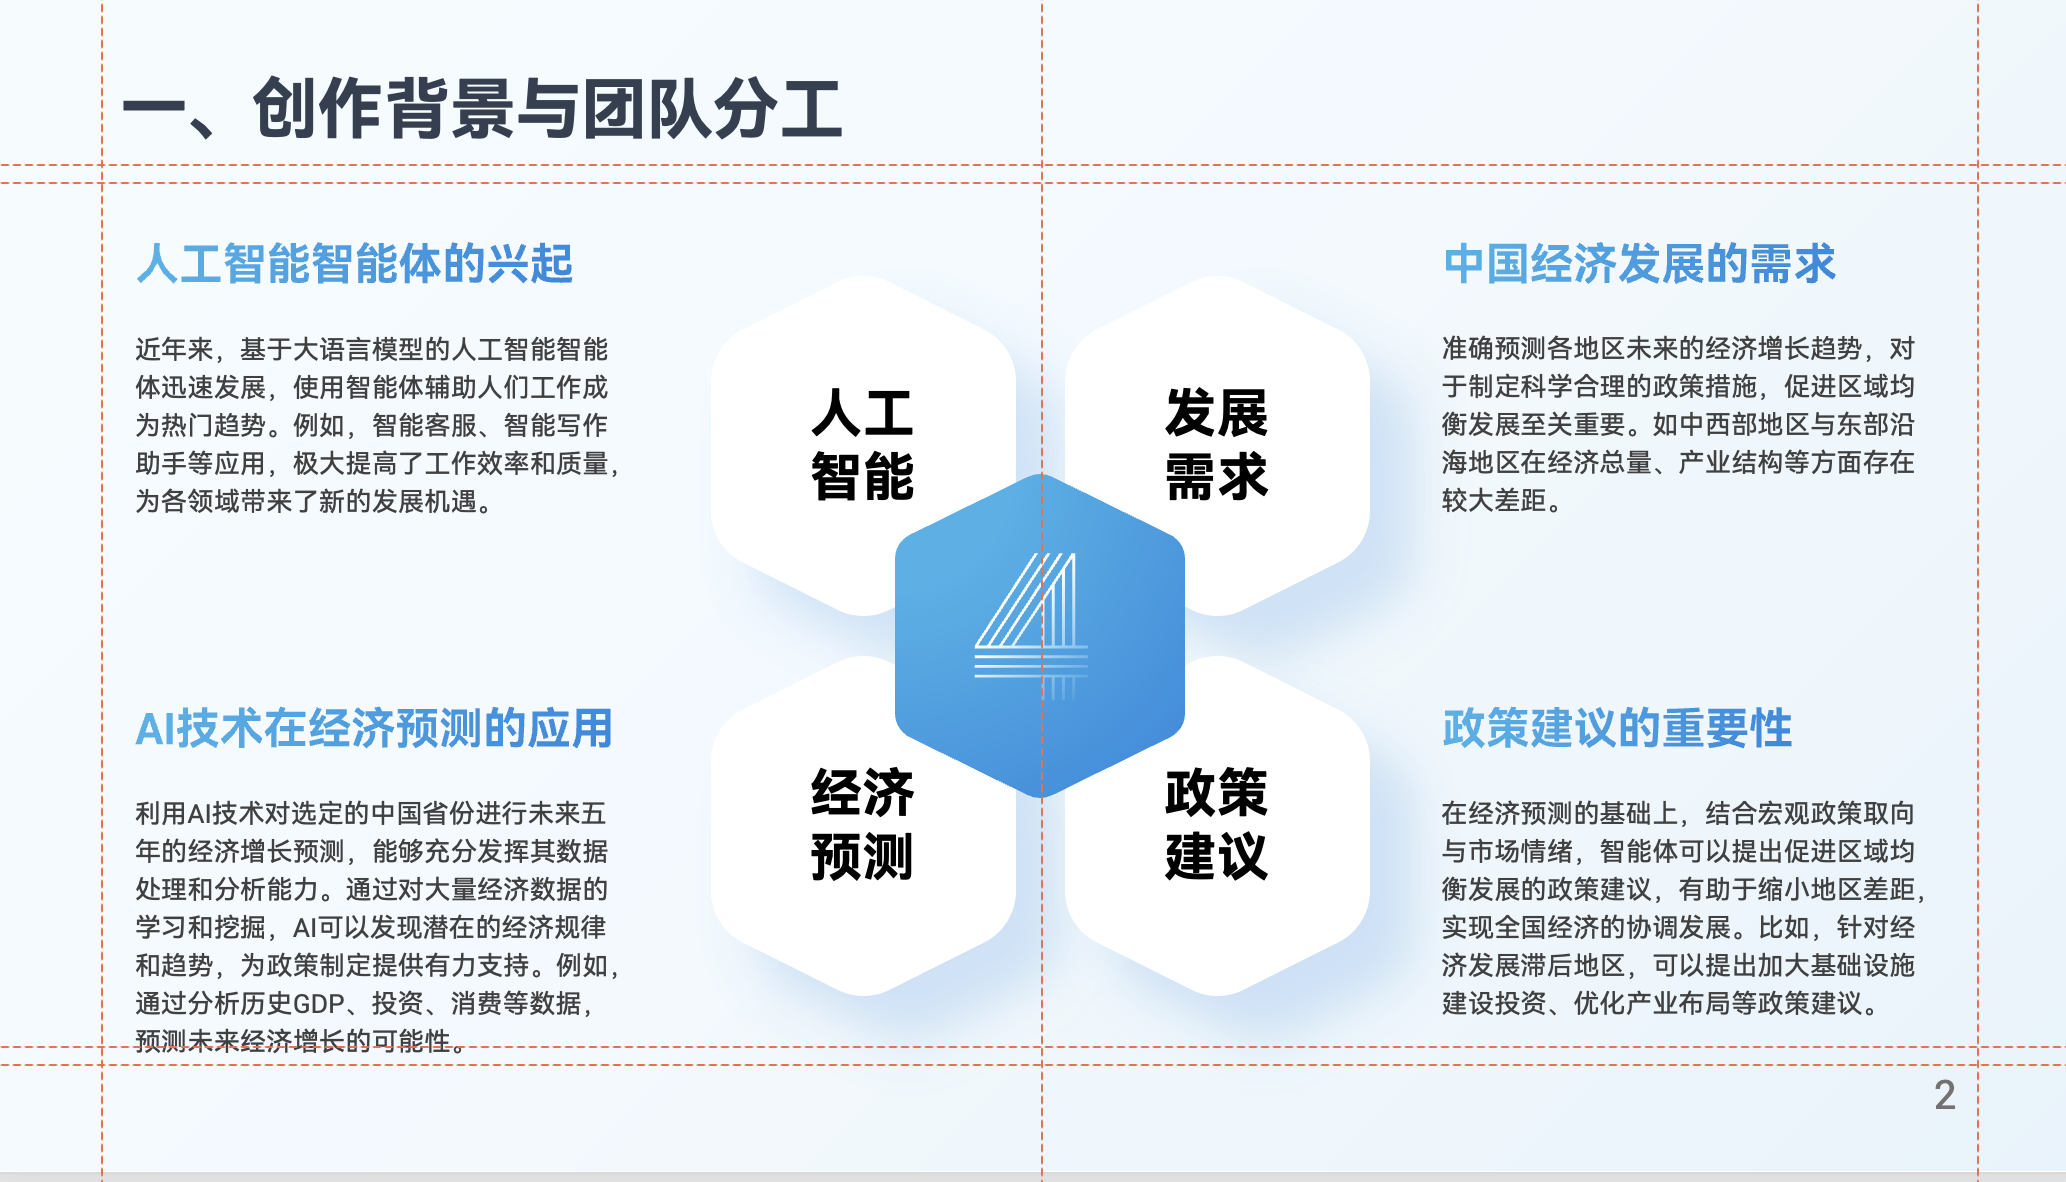 一、创作背景与团队分工
人工智能智能体的兴起
近年来，基于大语言模型的人工智能智能
体迅速发展，使用智能体辅助人们工作成
为热门趋势。例如，智能客服、智能写作
助手等应用，极大提高了工作效率和质量，
为各领域带来了新的发展机遇。
AI技术在经济预测的应用
利用AI技术对选定的中国省份进行未来五
年的经济增长预测，能够充分发挥其数据
处理和分析能力。通过对大量经济数据的
学习和挖掘，AI可以发现潜在的经济规律
和趋势，为政策制定提供有力支持。例如，
通过分析历史GDP、投资、消费等数据，
预测未来经济增长的可能性。
人工
智能
发展
需求
4
经济
预测
政策
建议
中国经济发展的需求
准确预测各地区未来的经济增长趋势，对
于制定科学合理的政策措施，促进区域均
衡发展至关重要。如中西部地区与东部沿
海地区在经济总量、产业结构等方面存在
较大差距。
政策建议的重要性
在经济预测的基础上，结合宏观政策取向
与市场情绪，智能体可以提出促进区域均
衡发展的政策建议，有助于缩小地区差距，
实现全国经济的协调发展。比如，针对经
济发展滞后地区，可以提出加大基础设施
建设投资、优化产业布局等政策建议。
2